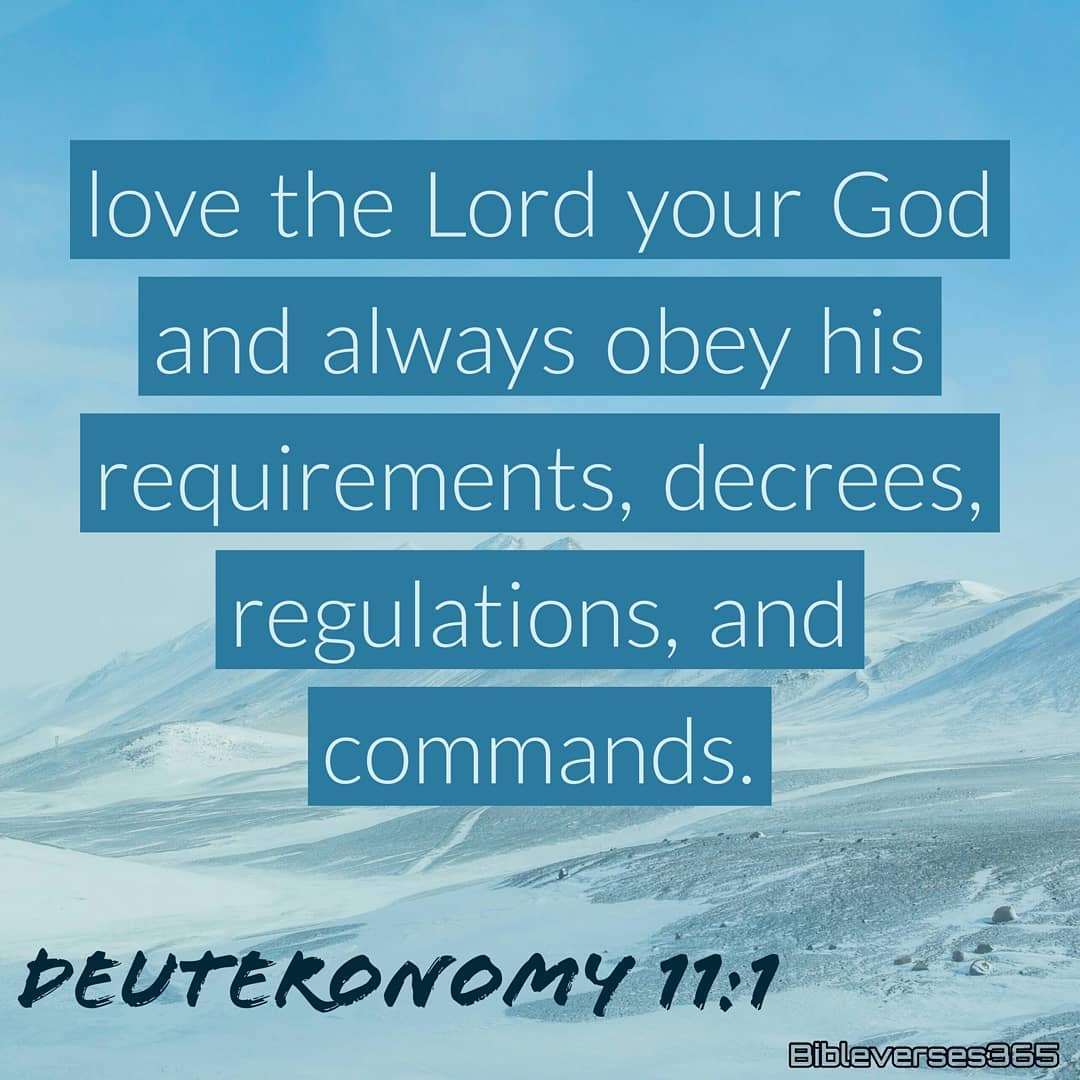 love the Lord your God
and always obey his
requirements, decrees,
regulations, and
commands.
DEUTERONOMY 11:1
Bibleverses365